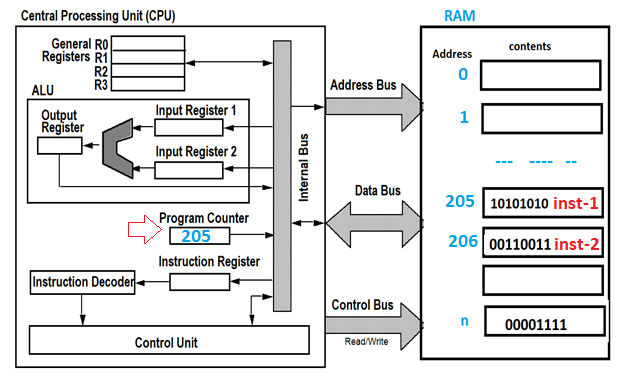 Central Processing Unit (CPU)
RAM
General
Registers
R0
R1
R2
R3
Address
contents
0
ALU
Address Bus
Output
Register
Input Register 1
1
Input Register 2
Internal Bus
--- ---- --
Data Bus
205
10101010 inst-1
Program Counter
205
206
00110011 inst-2
Instruction Register
Instruction Decoder
Control Bus
n
00001111
Control Unit
Read/Write